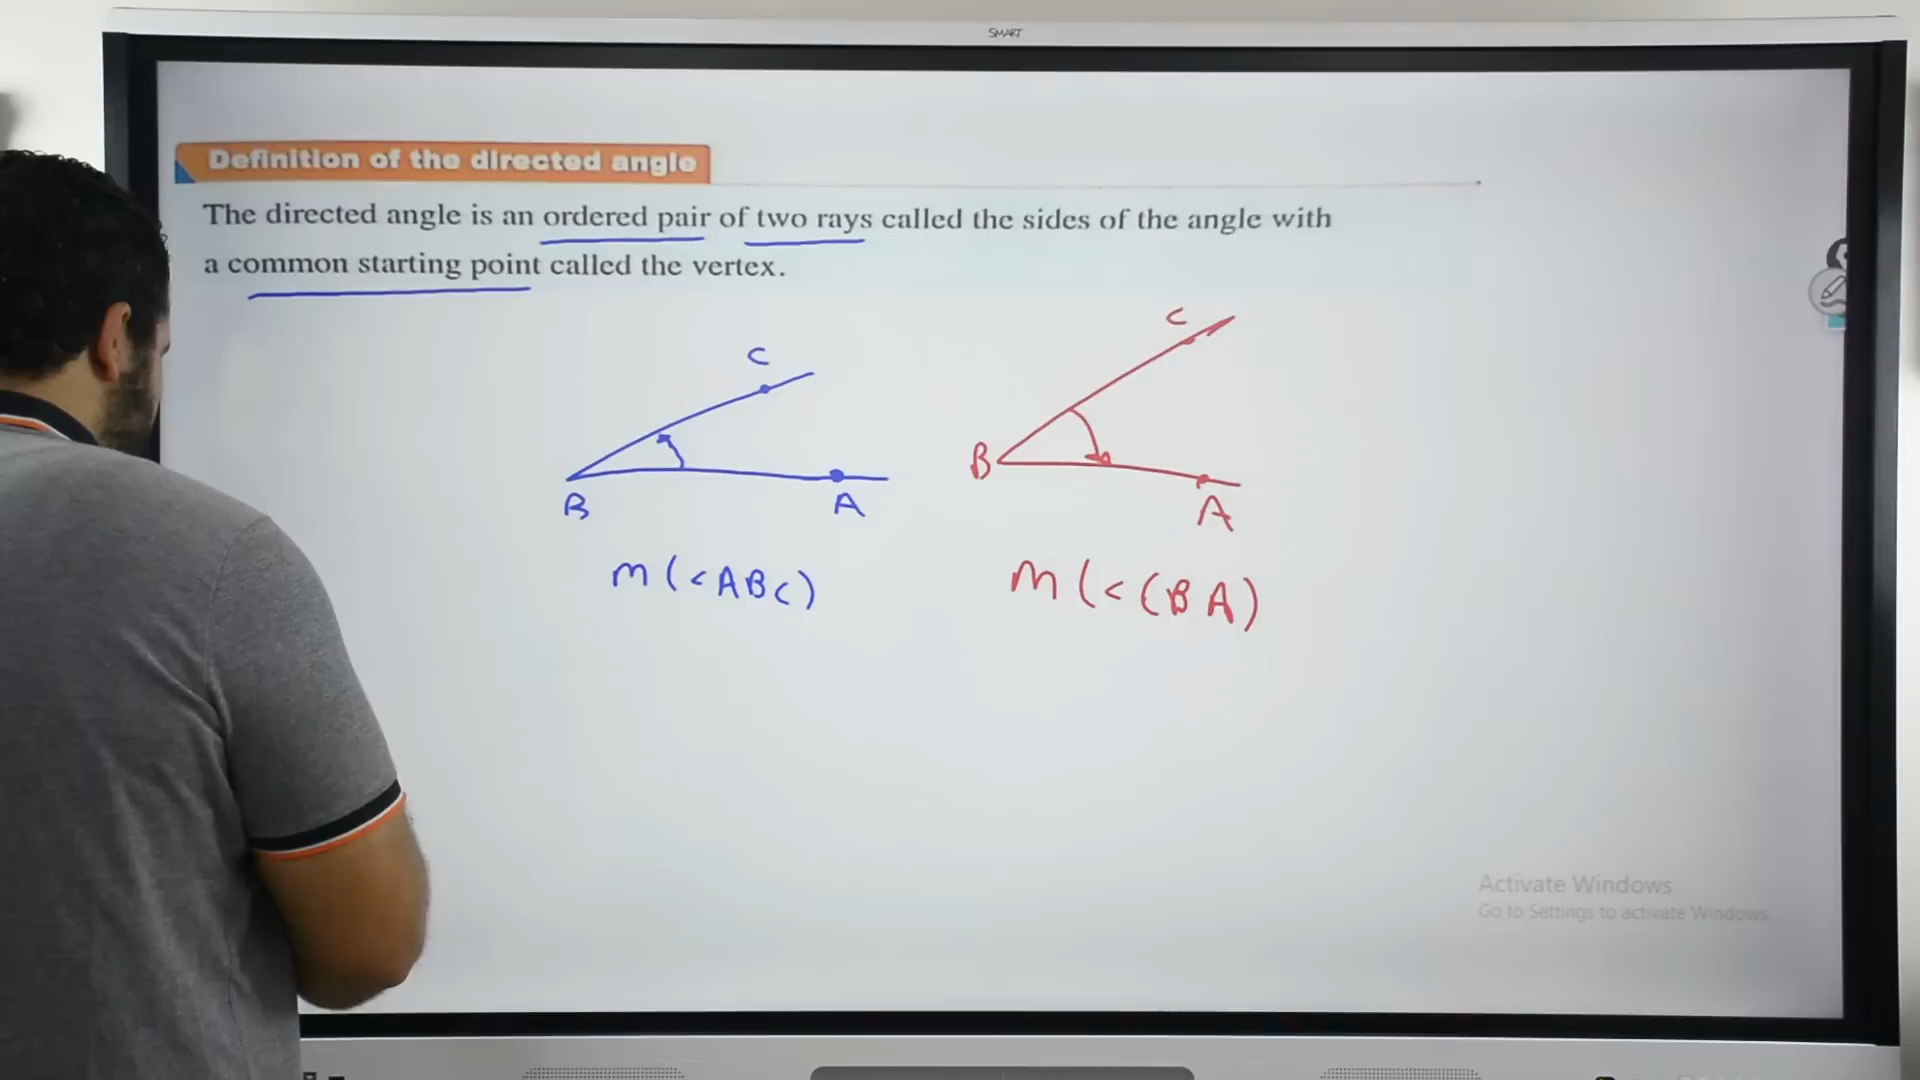 SMART
Definition of the directed angle
The directed angle is an ordered pair of two rays called the sides of the angle with
a common starting point called the vertex.
C
B
A
m(<ABC)
C
B
A
m(<CBA)
Activate Windows
Go to Settings to activate Windows.